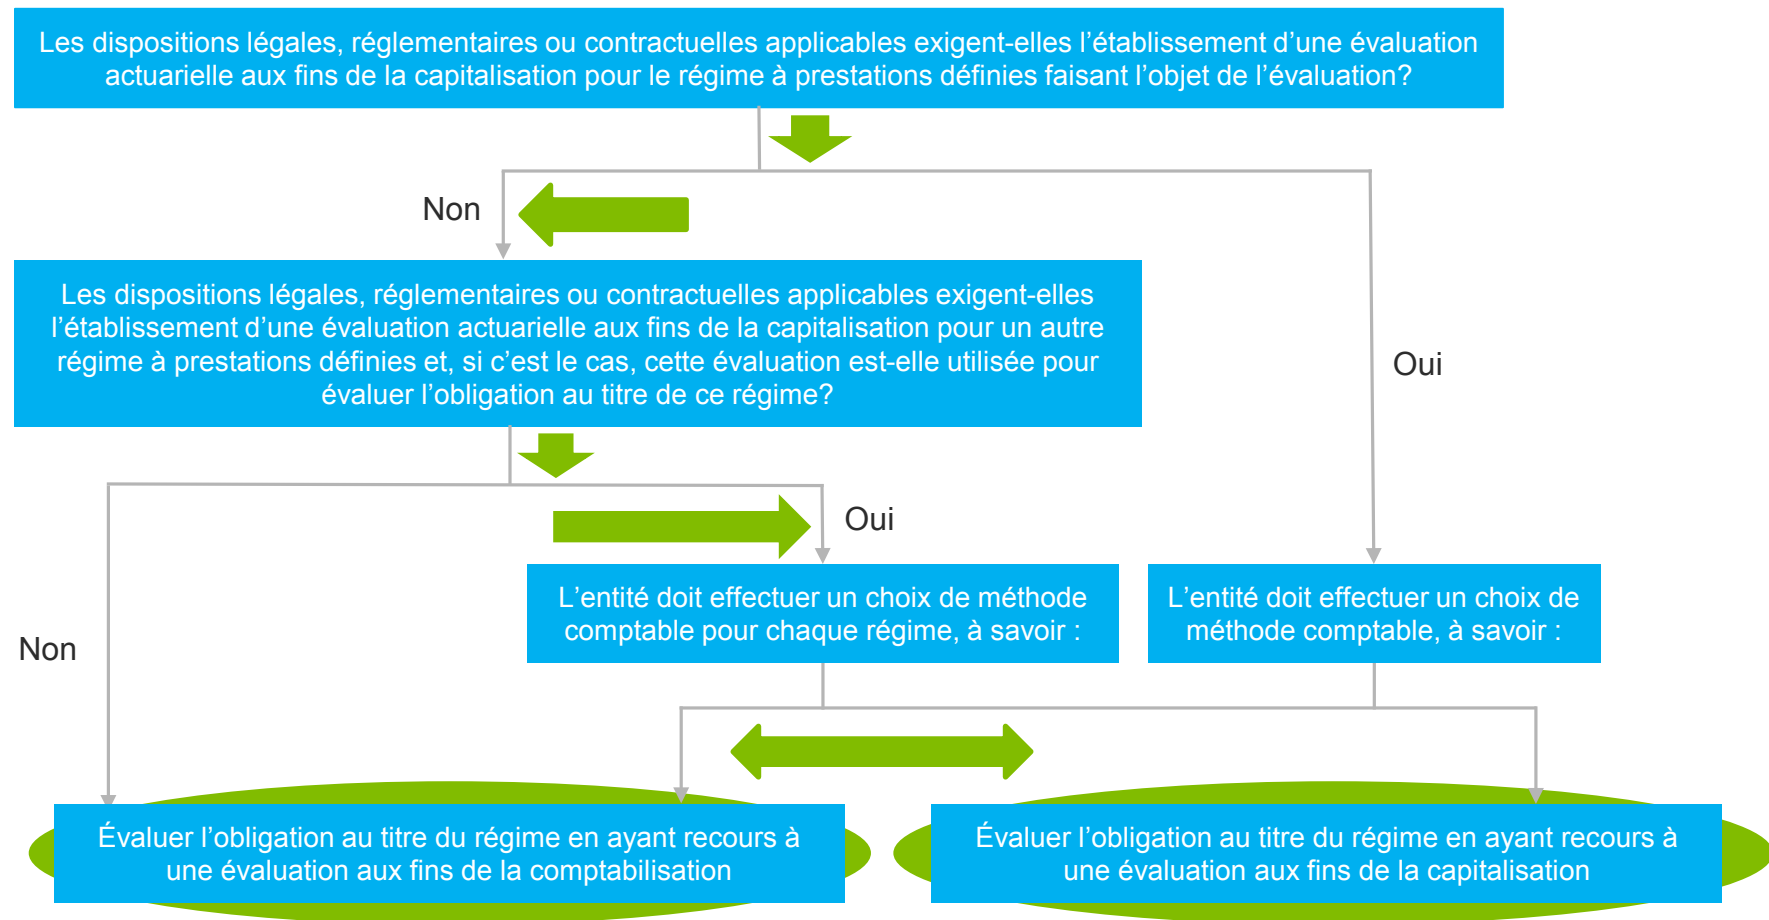 Les dispositions légales, réglementaires ou contractuelles applicables exigent-elles l’établissement d’une évaluation
actuarielle aux fins de la capitalisation pour le régime à prestations définies faisant l’objet de l’évaluation?
Non
Les dispositions légales, réglementaires ou contractuelles applicables exigent-elles
l’établissement d’une évaluation actuarielle aux fins de la capitalisation pour un autre
régime à prestations définies et, si c’est le cas, cette évaluation est-elle utilisée pour
évaluer l’obligation au titre de ce régime?
Oui
Oui
L’entité doit effectuer un choix de méthode
comptable pour chaque régime, à savoir :
L’entité doit effectuer un choix de
méthode comptable, à savoir :
Non
Évaluer l’obligation au titre du régime en ayant recours à
une évaluation aux fins de la comptabilisation
Évaluer l’obligation au titre du régime en ayant recours à
une évaluation aux fins de la capitalisation